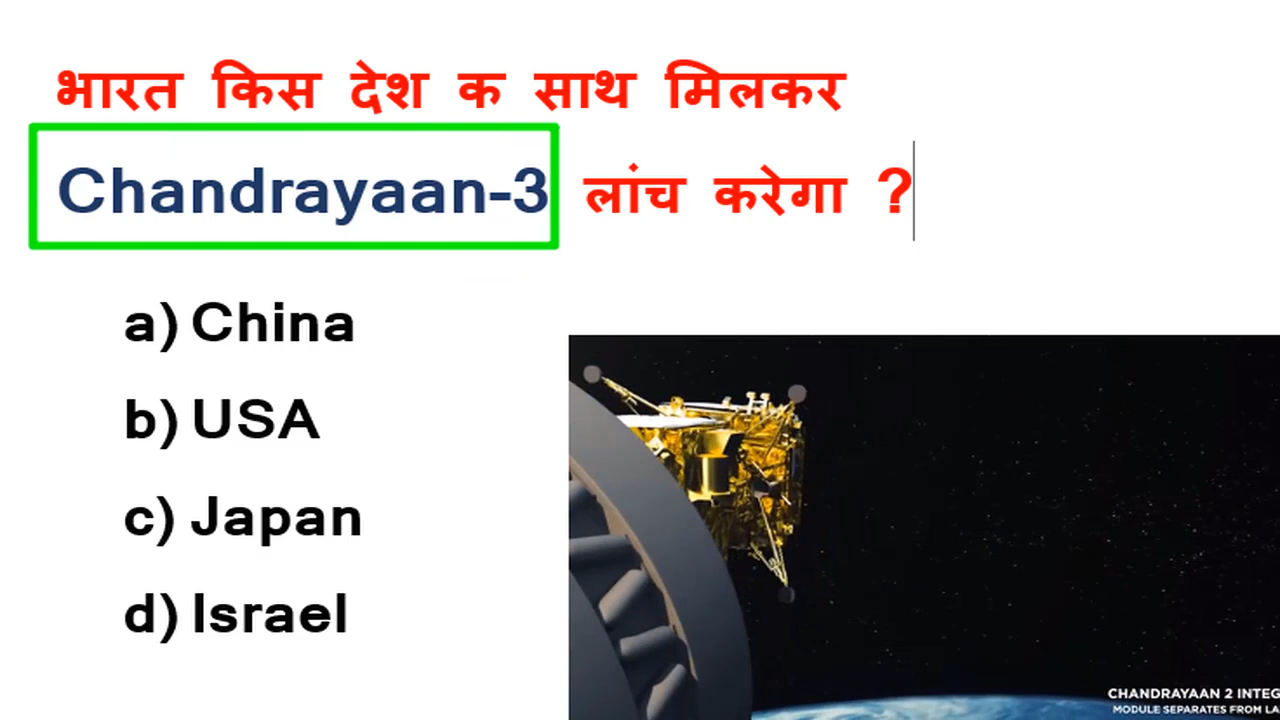 भारत किस देश क साथ मिलकर
Chandrayaan-3 लांच करेगा ?
a) China
b) USA
c) Japan
d) Israel
CHANDRAYAAN 2 INTEG
MODULE SEPARATES FROM LA